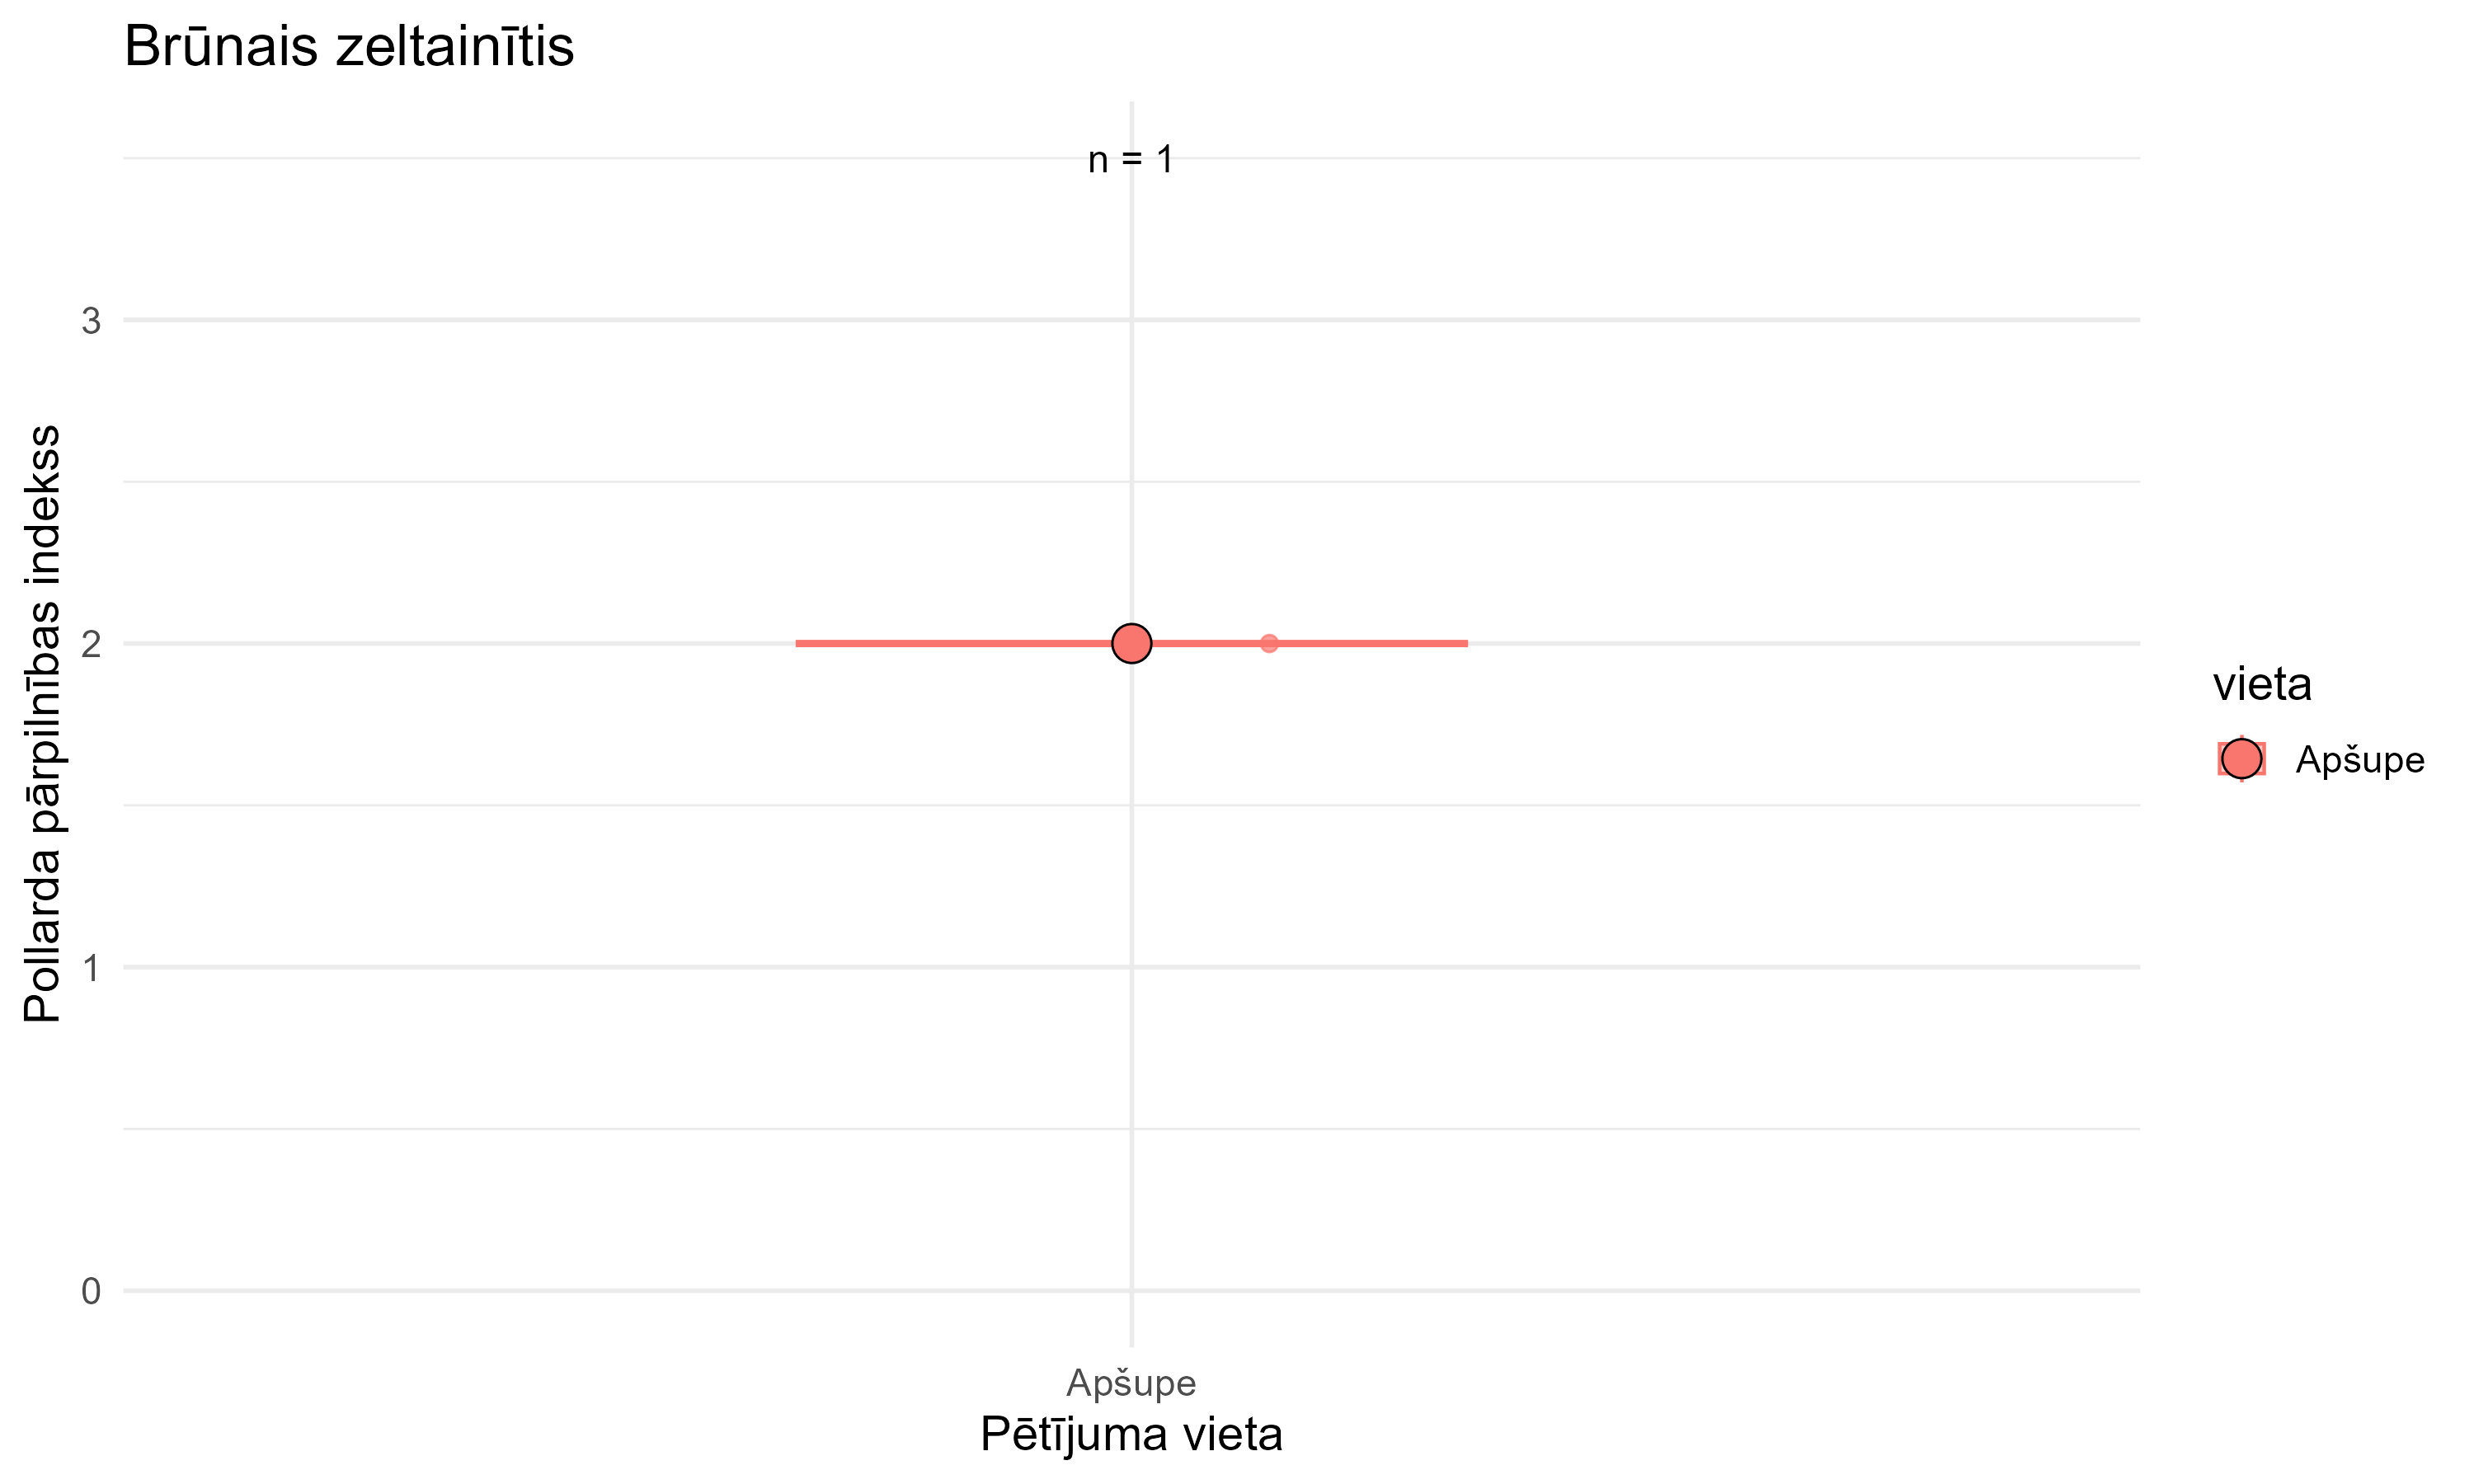 Brūnais zeltainītis
n = 1
3
2
1
0
Pollarda pārpilnības indekss
Apšupe
Pētījuma vieta
vieta
Apšupe